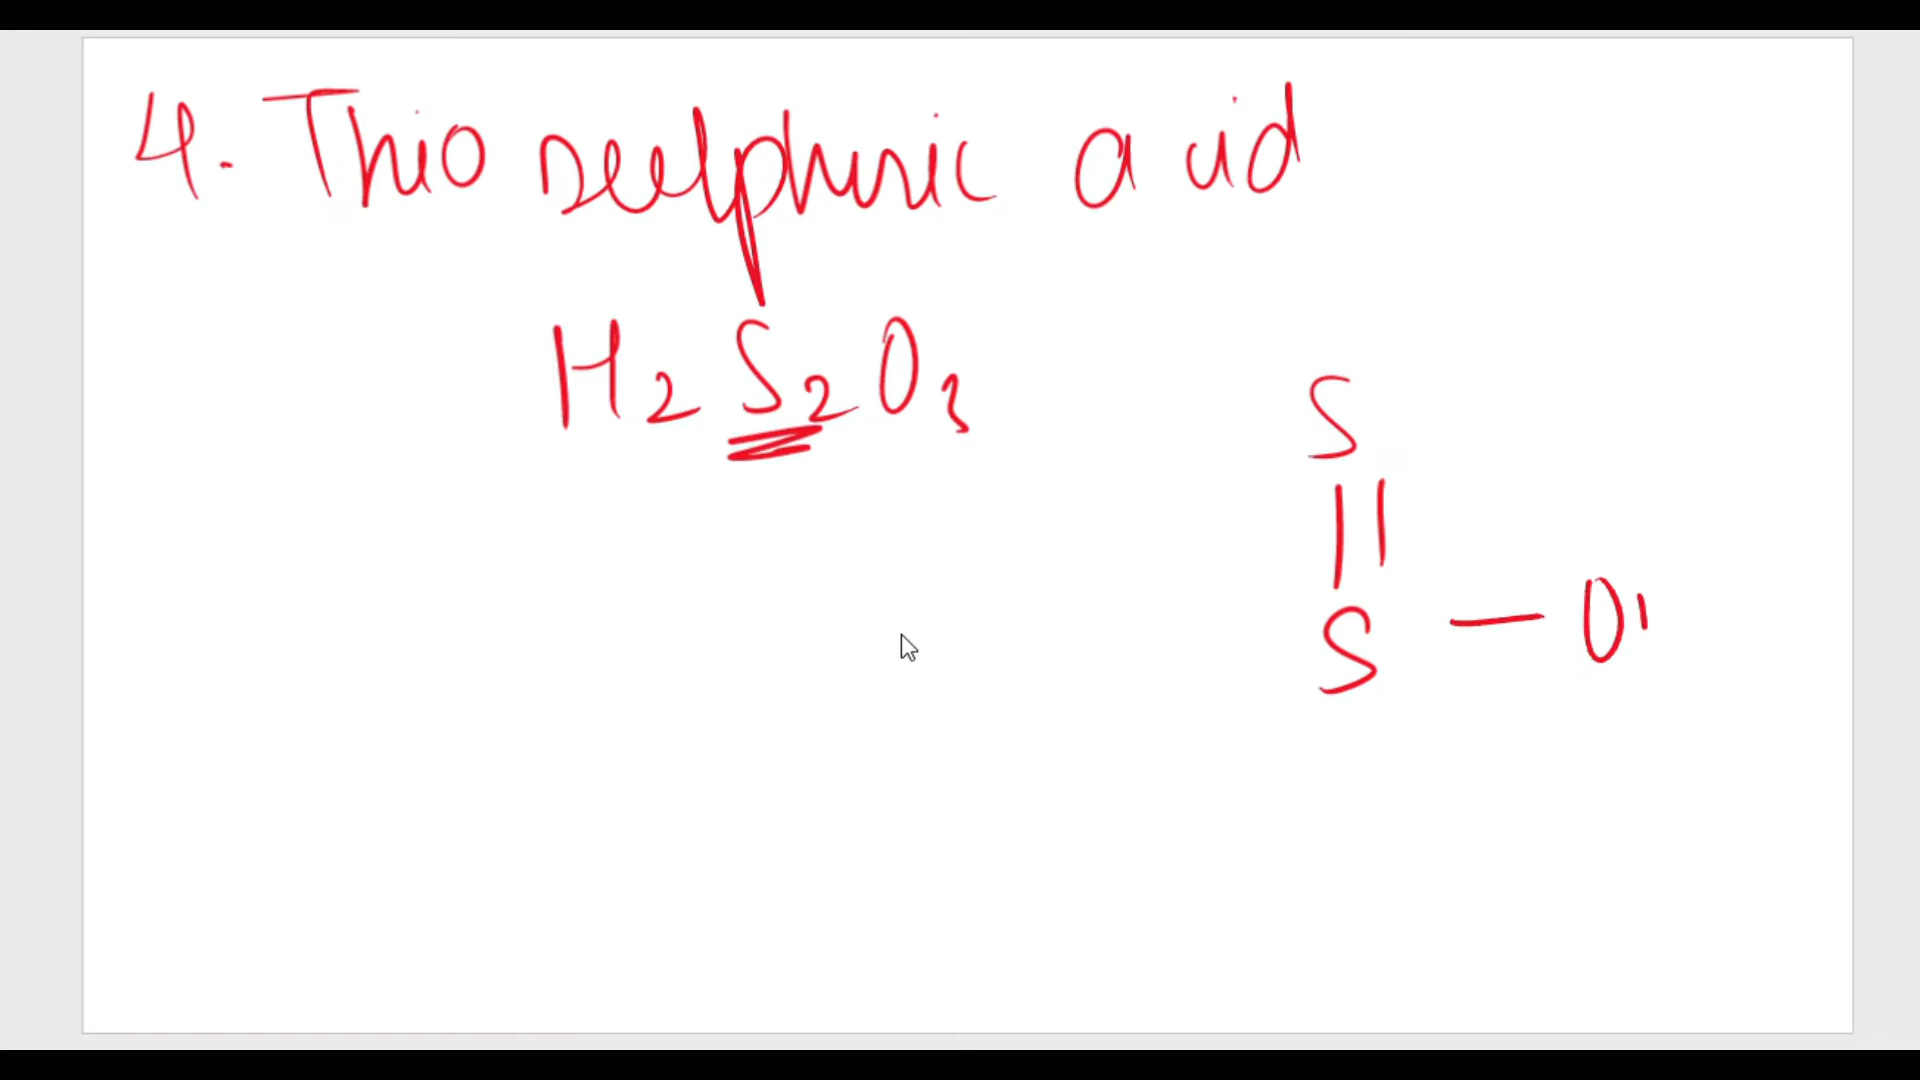 4. Thio sulphuric acid
H2S2O3
S
||
S — O